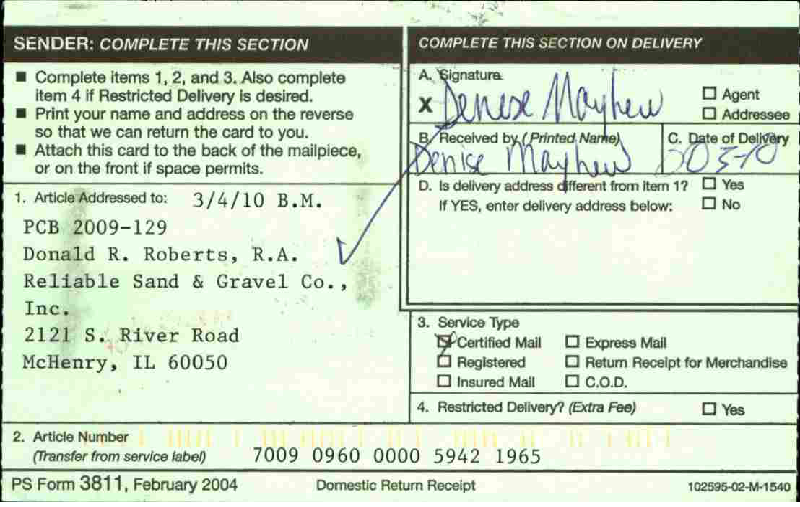 SENDER: COMPLETE THIS SECTION
■ Complete items 1, 2, and 3. Also complete
item 4 if Restricted Delivery is desired.
■ Print your name and address on the reverse
so that we can return the card to you.
■ Attach this card to the back of the mailpiece,
or on the front if space permits.
1. Article Addressed to: 3/4/10 B.M.
PCB 2009-129
Donald R. Roberts, R.A.
Reliable Sand & Gravel Co.,
Inc.
2121 S. River Road
McHenry, IL 60050
COMPLETE THIS SECTION ON DELIVERY
A. Signature
X Denise Mayhew
☐ Agent
☐ Addressee
B. Received by (Printed Name)
Denise Mayhew
C. Date of Delivery
D. Is delivery address different from item 1? ☐ Yes
If YES, enter delivery address below: ☐ No
3. Service Type
☑ Certified Mail ☐ Express Mail
☐ Registered ☐ Return Receipt for Merchandise
☐ Insured Mail ☐ C.O.D.
4. Restricted Delivery? (Extra Fee) ☐ Yes
2. Article Number
(Transfer from service label) 7009 0960 0000 5942 1965
PS Form 3811, February 2004 Domestic Return Receipt 102595-02-M-1540